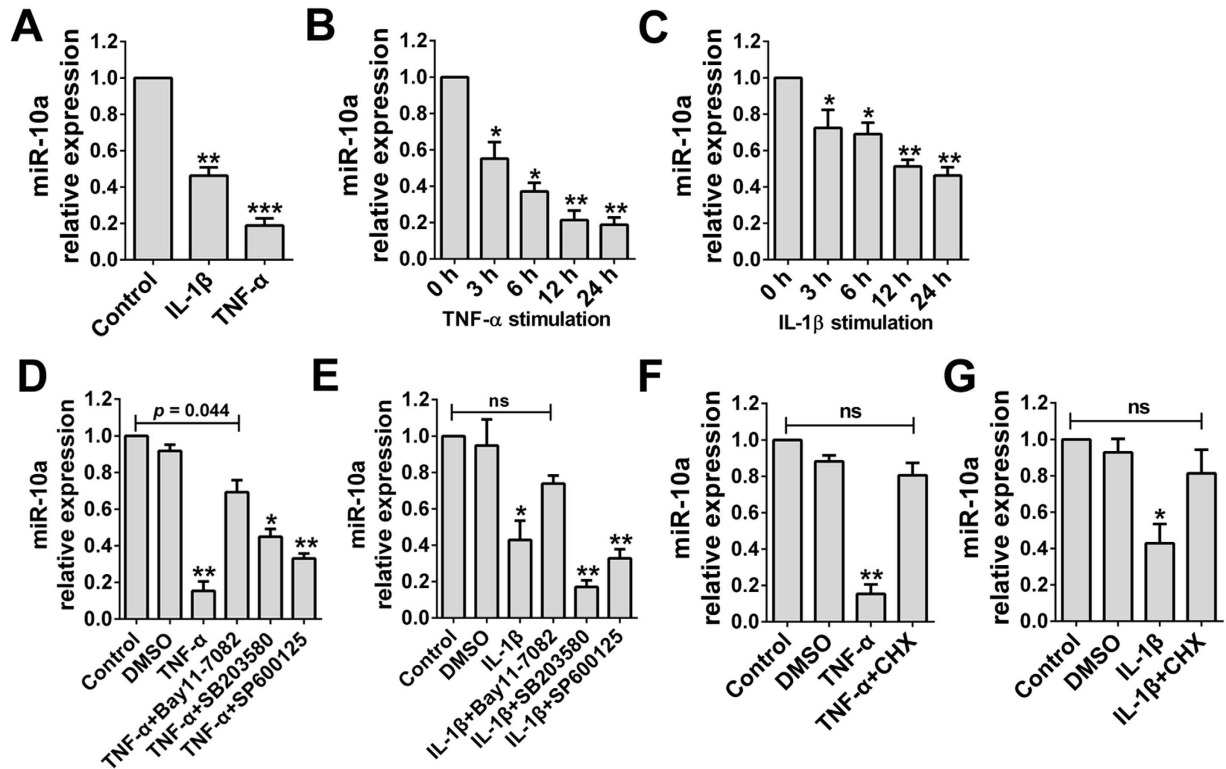 A
miR-10a
relative expression
1.2
1.0
0.8
0.6
0.4
0.2
0.0
**
***
Control
IL-1β
TNF-α
B
miR-10a
relative expression
1.2
1.0
0.8
0.6
0.4
0.2
0.0
*
*
**
**
0 h
3 h
6 h
12 h
24 h
TNF-α stimulation
C
miR-10a
relative expression
1.2
1.0
0.8
0.6
0.4
0.2
0.0
*
*
**
**
0 h
3 h
6 h
12 h
24 h
IL-1β stimulation
D
miR-10a
relative expression
1.2
1.0
0.8
0.6
0.4
0.2
0.0
p = 0.044
**
*
**
Control
DMSO
TNF-α
TNF-α+Bay11-7082
TNF-α+SB203580
TNF-α+SP600125
E
miR-10a
relative expression
1.2
1.0
0.8
0.6
0.4
0.2
0.0
ns
*
**
**
Control
DMSO
IL-1β
IL-1β+Bay11-7082
IL-1β+SB203580
IL-1β+SP600125
F
miR-10a
relative expression
1.2
1.0
0.8
0.6
0.4
0.2
0.0
ns
**
Control
DMSO
TNF-α
TNF-α+CHX
G
miR-10a
relative expression
1.2
1.0
0.8
0.6
0.4
0.2
0.0
ns
*
Control
DMSO
IL-1β
IL-1β+CHX